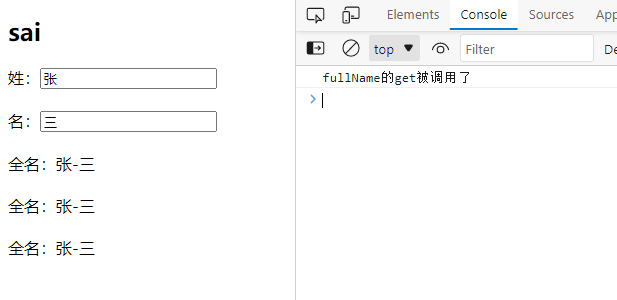 sai
姓：张
名：三
全名：张-三
全名：张-三
全名：张-三
Elements Console Sources
top Filter
fullName的get被调用了